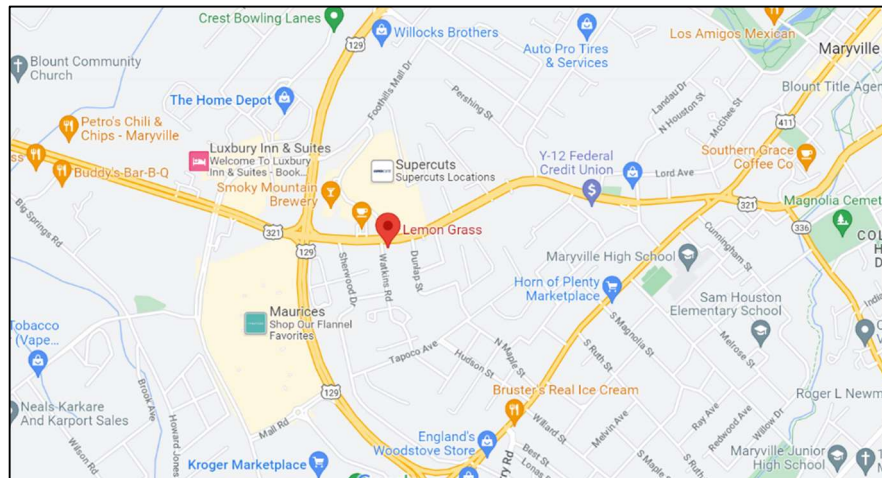 Crest Bowling Lanes
Willocks Brothers
129
129
Los Amigos Mexican
Auto Pro Tires
& Services
Maryville
Blount Community
Church
Foothills Mall Dr
Pershing St
Landau Dr
N Houston St
McGhee St
Blount Title Agen
The Home Depot
Petro's Chili &
Chips - Maryville
411
Luxbury Inn & Suites
Welcome To Luxbury
Inn & Suites - Book...
Supercuts
Supercuts Locations
Y-12 Federal
Credit Union
Lord Ave
Southern Grace
Coffee Co
ss
Buddy's Bar-B-Q
Smoky Mountain
Brewery
Big Springs Rd
Magnolia Cemet
321
321
336
Lemon Grass
129
Sherwood Dr
Watkins Rd
Dunlap St
Maryville High School
Cunningham St
COL
H
D
Horn of Plenty
Marketplace
Sam Houston
Elementary School
Maurices
Shop Our Flannel
Favorites
Tobacco
(Vape...
Tapoco Ave
Hudson St
N Maple St
S Ruth St
S Magnolia St
Melrose St
India
129
Bruster's Real Ice Cream
Roger L Newm
Neals Karkare
And Karport Sales
Brook Ave
Howard Jones
Mall Rd
Wilson Rd
Willard St
Melvin Ave
Ray Ave
Redwood Ave
Willow Dr
England's
Woodstove Store
Best St
Lonas S
rry Rd
S Maple S
S Ruth
Maryville Junior
High School
Kroger Marketplace